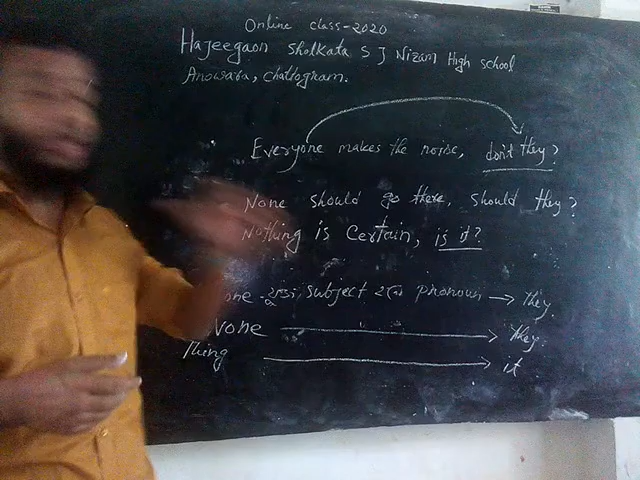 Online class-2020
Hajeegaon Sholkata S J Nizam High school
Anowara, Chattogram.
Everyone makes the noise, don't they?
None should go there, should they?
Nothing is Certain, is it?
one যুক্ত subject এর pronoun → they
None → they
Thing → it